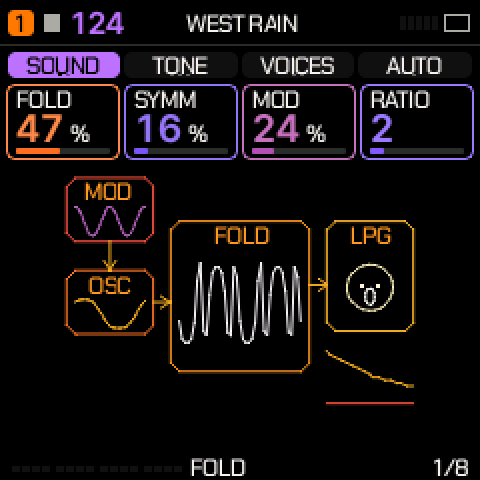 1 124 WEST RAIN
SOUND TONE VOICES AUTO
FOLD SYMM MOD RATIO
47 % 16 % 24 % 2
MOD
FOLD LPG
OSC
FOLD 1/8